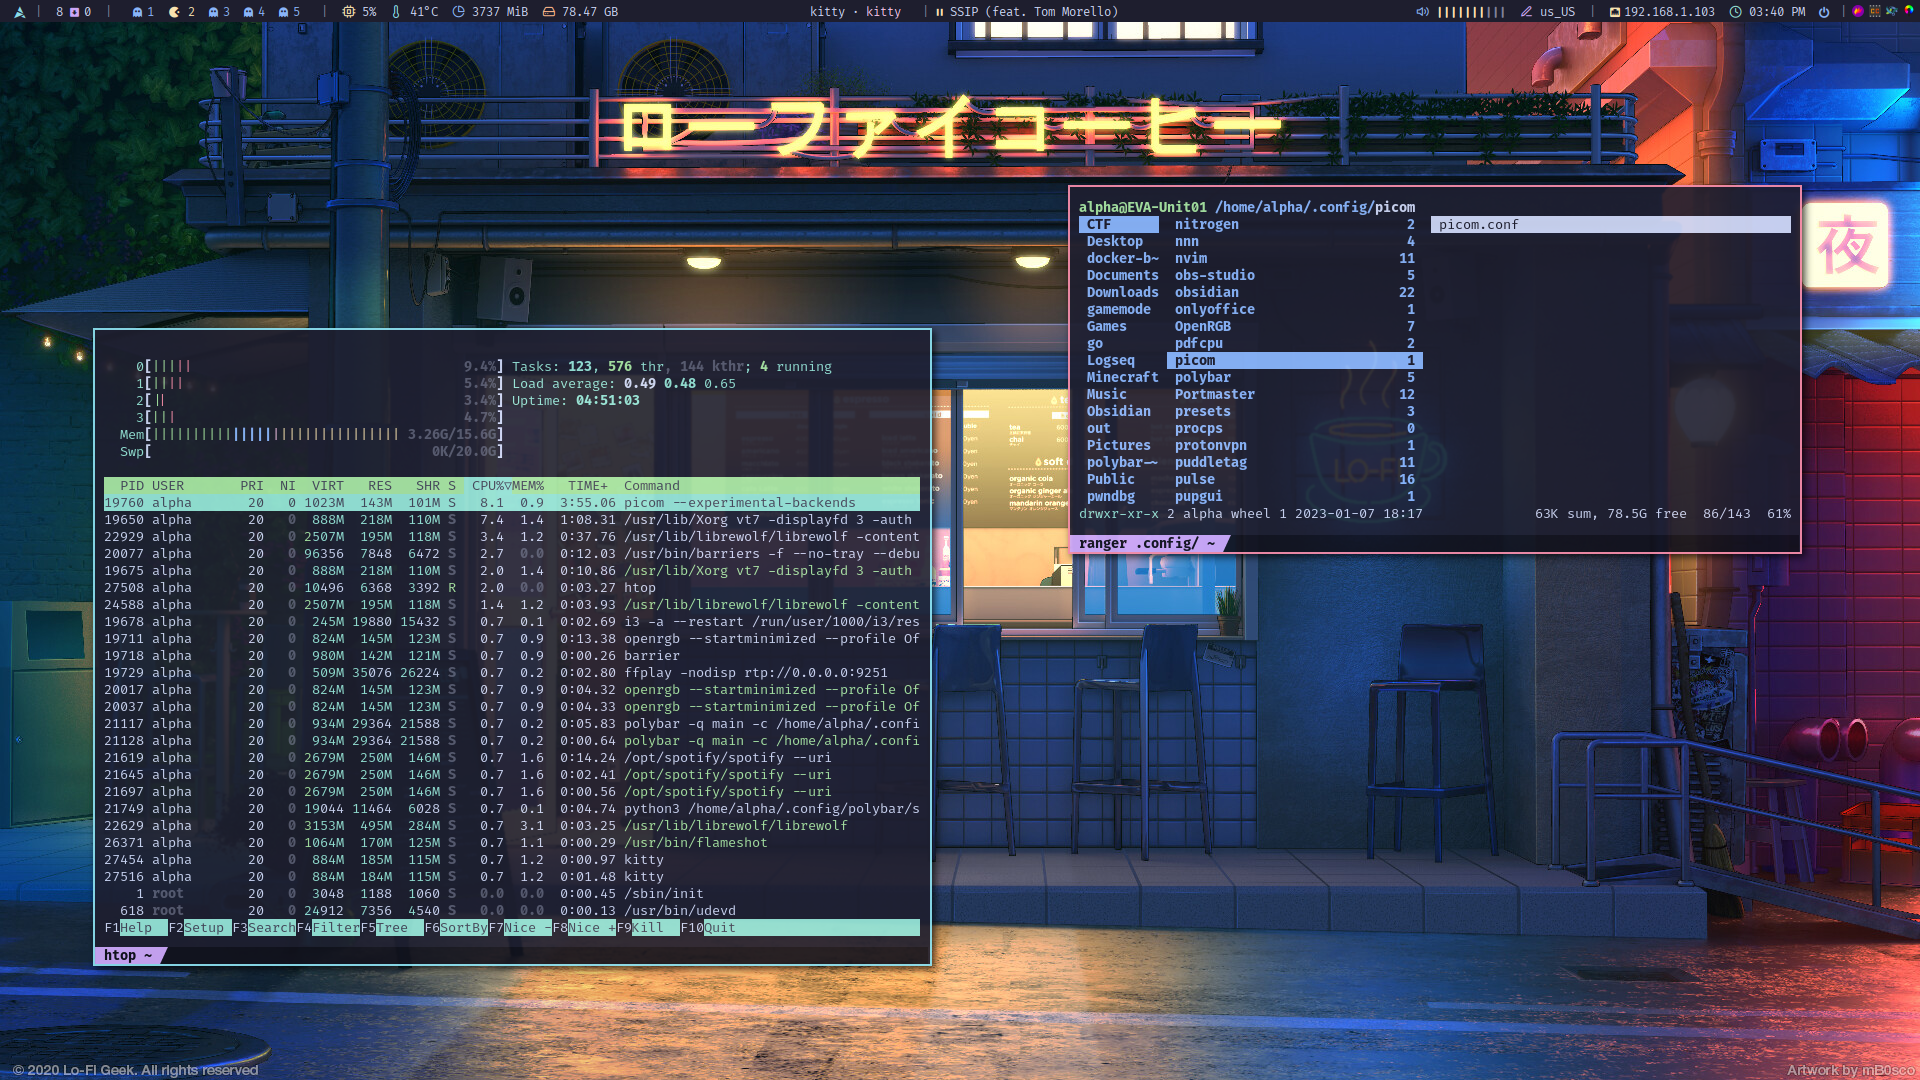 8 0 1 2 3 4 5 5% 41°C 3737 MiB 78.47 GB kitty · kitty SSIP (feat. Tom Morello) us_US 192.168.1.103 03:40 PM
ローファイコーヒー
夜
alpha@EVA-Unit01 /home/alpha/.config/picom
CTF nitrogen 2 picom.conf
Desktop nnn 4
docker-b~ nvim 11
Documents obs-studio 5
Downloads obsidian 22
gamemode onlyoffice 1
Games OpenRGB 7
go pdfcpu 2
Logseq picom 1
Minecraft polybar 5
Music Portmaster 12
Obsidian presets 3
out procps 0
Pictures protonvpn 1
polybar-~ puddletag 11
Public pulse 16
pwndbg pupgui 1
drwxr-xr-x 2 alpha wheel 1 2023-01-07 18:17 63K sum, 78.5G free 86/143 61%
ranger .config/ ~
LO-FI
tea
chai
soft
organic cola
organic ginger a
mandarin orang
0[||||| 9.4%] Tasks: 123, 576 thr, 144 kthr; 4 running
1[|||| 5.4%] Load average: 0.49 0.48 0.65
2[|| 3.4%] Uptime: 04:51:03
3[||| 4.7%]
Mem[||||||||||||||||||||||||||||||| 3.26G/15.6G]
Swp[ 0K/20.0G]
PID USER PRI NI VIRT RES SHR S CPU%▽MEM% TIME+ Command
19760 alpha 20 0 1023M 143M 101M S 8.1 0.9 3:55.06 picom --experimental-backends
19650 alpha 20 0 888M 218M 110M S 7.4 1.4 1:08.31 /usr/lib/Xorg vt7 -displayfd 3 -auth
22929 alpha 20 0 2507M 195M 118M S 3.4 1.2 0:37.76 /usr/lib/librewolf/librewolf -content
20077 alpha 20 0 96356 7848 6472 S 2.7 0.0 0:12.03 /usr/bin/barriers -f --no-tray --debu
19675 alpha 20 0 888M 218M 110M S 2.0 1.4 0:10.86 /usr/lib/Xorg vt7 -displayfd 3 -auth
27508 alpha 20 0 10496 6368 3392 R 2.0 0.0 0:03.27 htop
24588 alpha 20 0 2507M 195M 118M S 1.4 1.2 0:03.93 /usr/lib/librewolf/librewolf -content
19678 alpha 20 0 245M 19880 15432 S 0.7 0.1 0:02.69 i3 -a --restart /run/user/1000/i3/res
19711 alpha 20 0 824M 145M 123M S 0.7 0.9 0:13.38 openrgb --startminimized --profile Of
19718 alpha 20 0 980M 142M 121M S 0.7 0.9 0:00.26 barrier
19729 alpha 20 0 509M 35076 26224 S 0.7 0.2 0:02.80 ffplay -nodisp rtp://0.0.0.0:9251
20017 alpha 20 0 824M 145M 123M S 0.7 0.9 0:04.32 openrgb --startminimized --profile Of
20037 alpha 20 0 824M 145M 123M S 0.7 0.9 0:04.33 openrgb --startminimized --profile Of
21117 alpha 20 0 934M 29364 21588 S 0.7 0.2 0:05.83 polybar -q main -c /home/alpha/.confi
21128 alpha 20 0 934M 29364 21588 S 0.7 0.2 0:00.64 polybar -q main -c /home/alpha/.confi
21619 alpha 20 0 2679M 250M 146M S 0.7 1.6 0:14.24 /opt/spotify/spotify --uri
21645 alpha 20 0 2679M 250M 146M S 0.7 1.6 0:02.41 /opt/spotify/spotify --uri
21697 alpha 20 0 2679M 250M 146M S 0.7 1.6 0:00.56 /opt/spotify/spotify --uri
21749 alpha 20 0 19044 11464 6028 S 0.7 0.1 0:04.74 python3 /home/alpha/.config/polybar/s
22629 alpha 20 0 3153M 495M 284M S 0.7 3.1 0:03.25 /usr/lib/librewolf/librewolf
26371 alpha 20 0 1064M 170M 125M S 0.7 1.1 0:00.29 /usr/bin/flameshot
27454 alpha 20 0 884M 185M 115M S 0.7 1.2 0:00.97 kitty
27516 alpha 20 0 884M 184M 115M S 0.7 1.2 0:01.48 kitty
1 root 20 0 3048 1188 1060 S 0.0 0.0 0:00.45 /sbin/init
618 root 20 0 24912 7356 4540 S 0.0 0.0 0:00.13 /usr/bin/udevd
F1Help F2Setup F3SearchF4FilterF5Tree F6SortByF7Nice -F8Nice +F9Kill F10Quit
htop ~
© 2020 Lo-Fi Geek. All rights reserved
Artwork by mB0sco